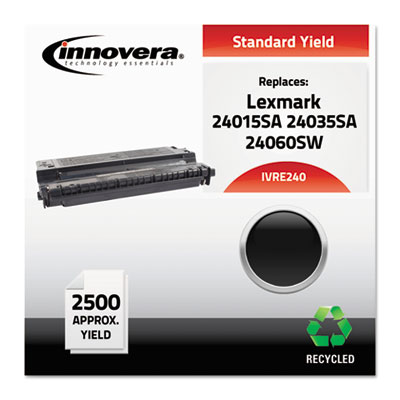 innovera
technology essentials
Standard Yield
Replaces:
Lexmark
24015SA 24035SA
24060SW
IVRE240
2500
APPROX.
YIELD
RECYCLED